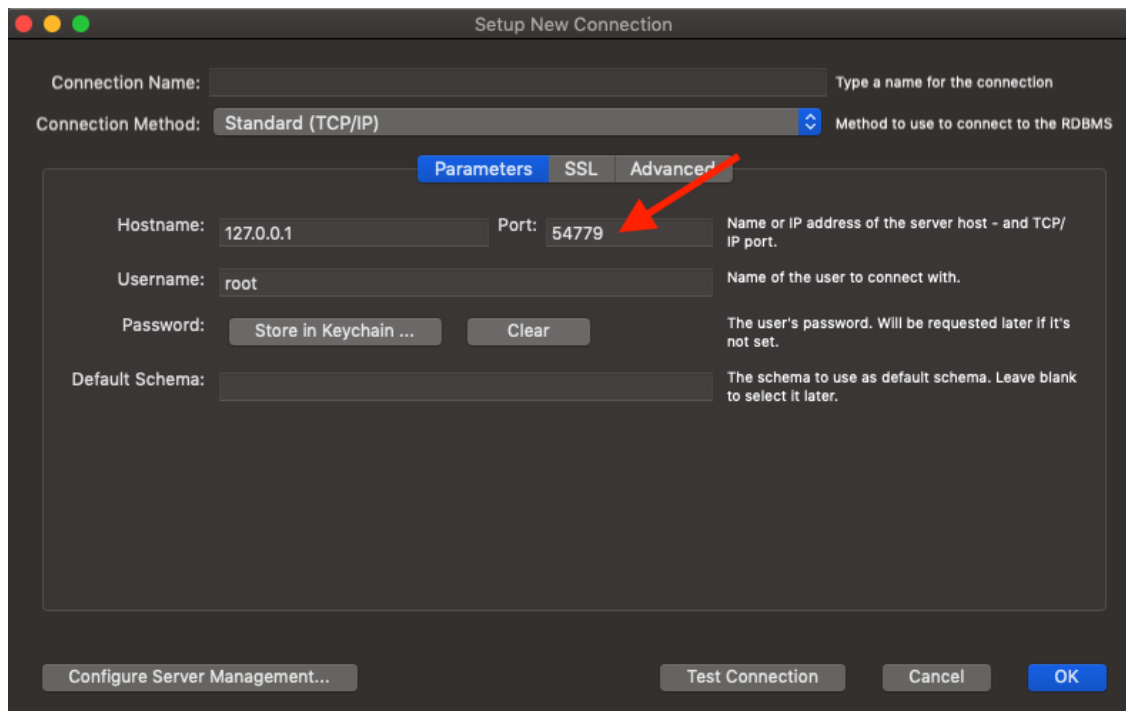 Setup New Connection
Connection Name:
Type a name for the connection
Connection Method:
Standard (TCP/IP)
Method to use to connect to the RDBMS
Parameters
SSL
Advanced
Hostname:
127.0.0.1
Port:
54779
Name or IP address of the server host - and TCP/
IP port.
Username:
root
Name of the user to connect with.
Password:
Store in Keychain ...
Clear
The user's password. Will be requested later if it's
not set.
Default Schema:
The schema to use as default schema. Leave blank
to select it later.
Configure Server Management...
Test Connection
Cancel
OK